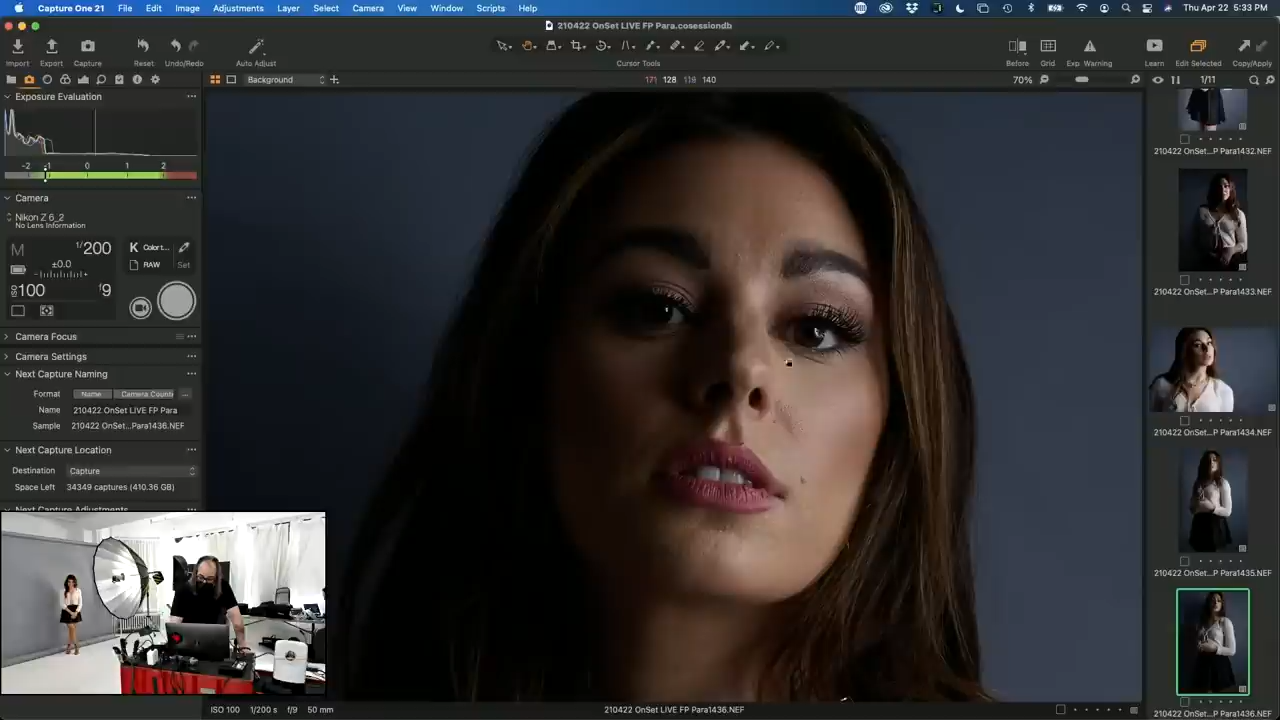 Capture One 21 File Edit Image Adjustments Layer Select Camera View Window Scripts Help Thu Apr 22 5:33 PM
210422 OnSet LIVE FP Para.cosessiondb
Import Export Capture Reset Undo/Redo Auto Adjust Cursor Tools Before Grid Exp. Warning Learn Edit Selected Copy/Apply
Background 171 128 118 140 70% 1/11
Exposure Evaluation
-2 -1 0 1 2
Camera
Nikon Z 6_2
No Lens Information
M 1/200 K Color t...
±0.0 RAW Set
100 f9
Camera Focus
Camera Settings
Next Capture Naming
Format Name Camera Count
Name 210422 OnSet LIVE FP Para
Sample 210422 OnSet...Para1436.NEF
Next Capture Location
Destination Capture
Space Left 34349 captures (410.36 GB)
Next Capture Adjustments
210422 OnSet...P Para1432.NEF
210422 OnSet...P Para1433.NEF
210422 OnSet...P Para1434.NEF
210422 OnSet...P Para1435.NEF
210422 OnSet...P Para1436.NEF
ISO 100 1/200 s f/9 50 mm 210422 OnSet LIVE FP Para1436.NEF